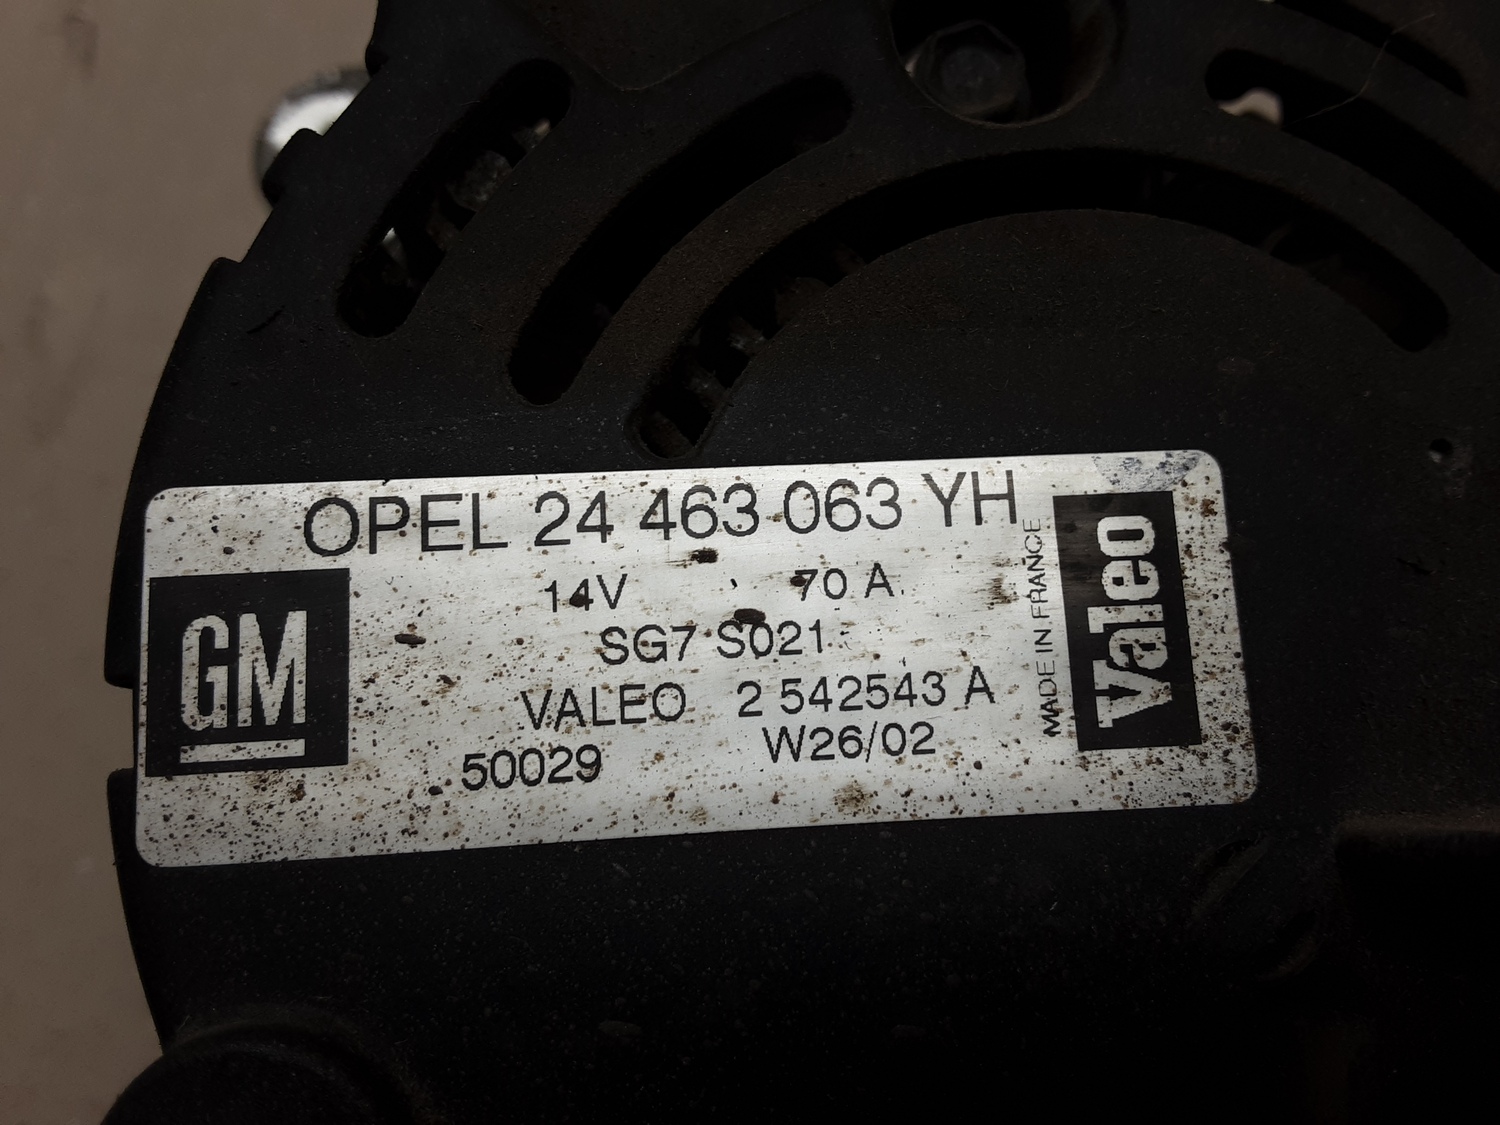 OPEL 24 463 063 YH
14V 70 A
SG7 S021
VALEO 2 542543 A
50029 W26/02
GM
MADE IN FRANCE
Valeo